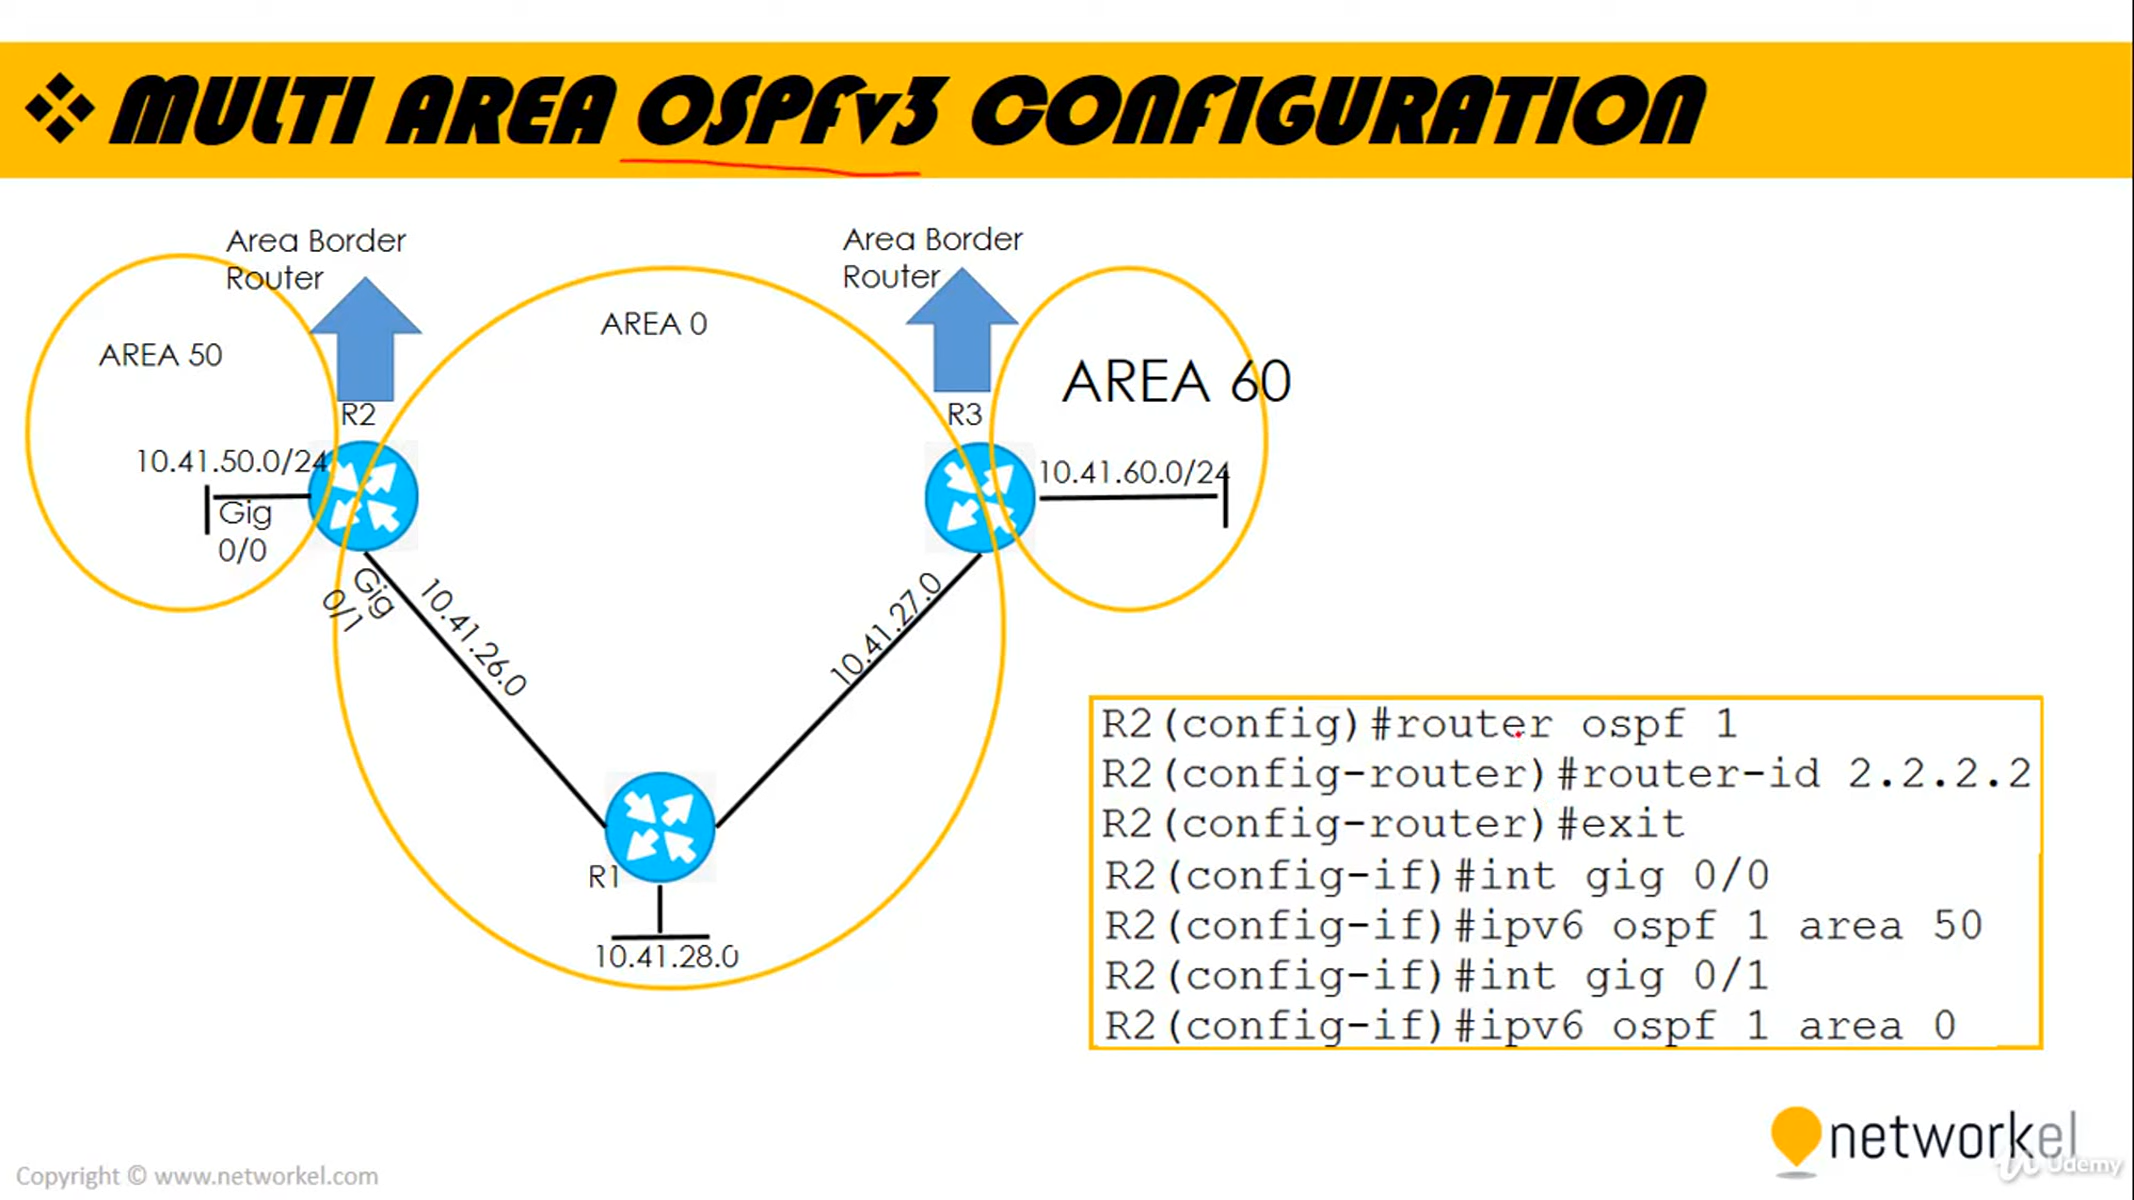 MULTI AREA OSPFv3 CONFIGURATION
Area Border
Router
Area Border
Router
AREA 0
AREA 50
AREA 60
R2
R3
10.41.50.0/24
10.41.60.0/24
Gig
0/0
Gig
0/1
10.41.26.0
10.41.27.0
R1
10.41.28.0
R2(config)#router ospf 1
R2(config-router)#router-id 2.2.2.2
R2(config-router)#exit
R2(config-if)#int gig 0/0
R2(config-if)#ipv6 ospf 1 area 50
R2(config-if)#int gig 0/1
R2(config-if)#ipv6 ospf 1 area 0
networkel
Udemy
Copyright © www.networkel.com